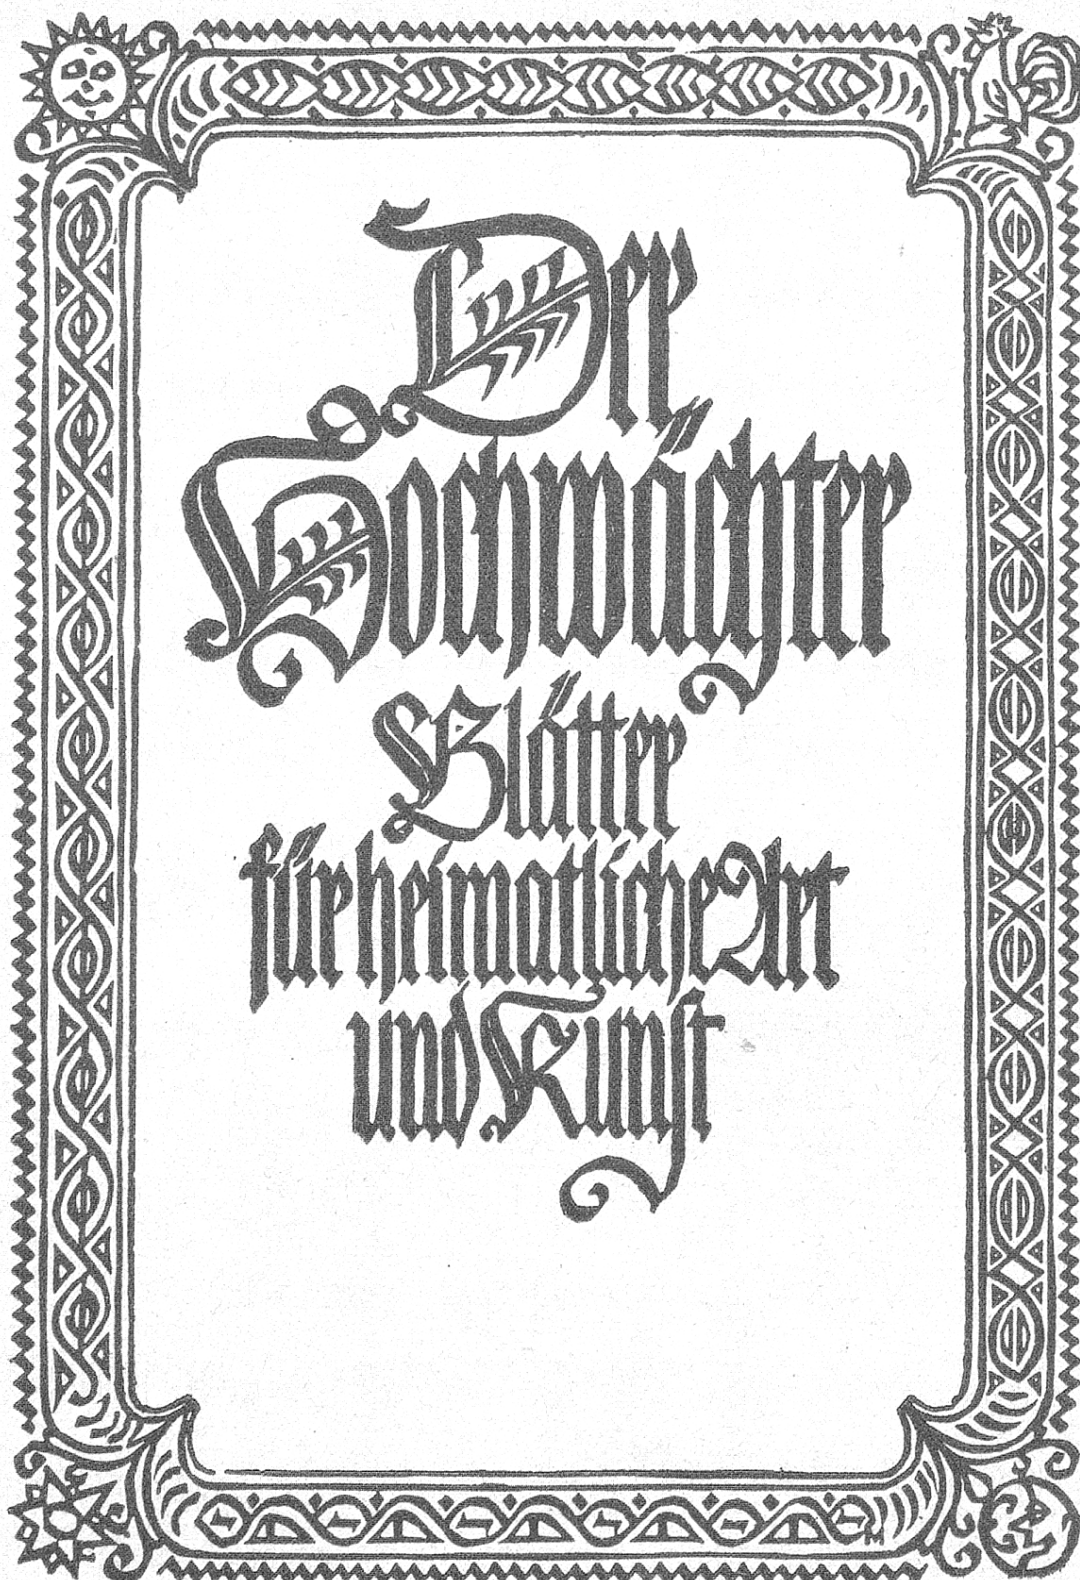 Der
Hochwächter
Blätter
für heimatliche Art
und Kunst